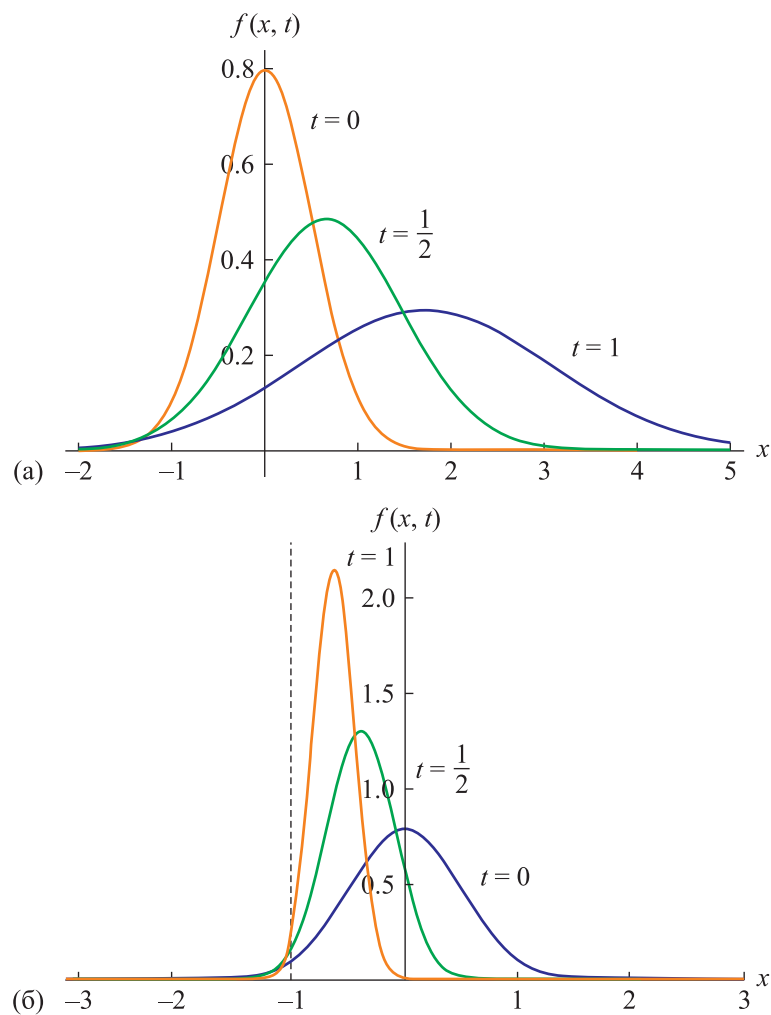 f (x, t)
0.8
t = 0
0.6
t = 1/2
0.4
t = 1
0.2
(а) –2 –1 1 2 3 4 5 x
f (x, t)
t = 1
2.0
1.5
t = 1/2
1.0
t = 0
0.5
(б) –3 –2 –1 1 2 3 x